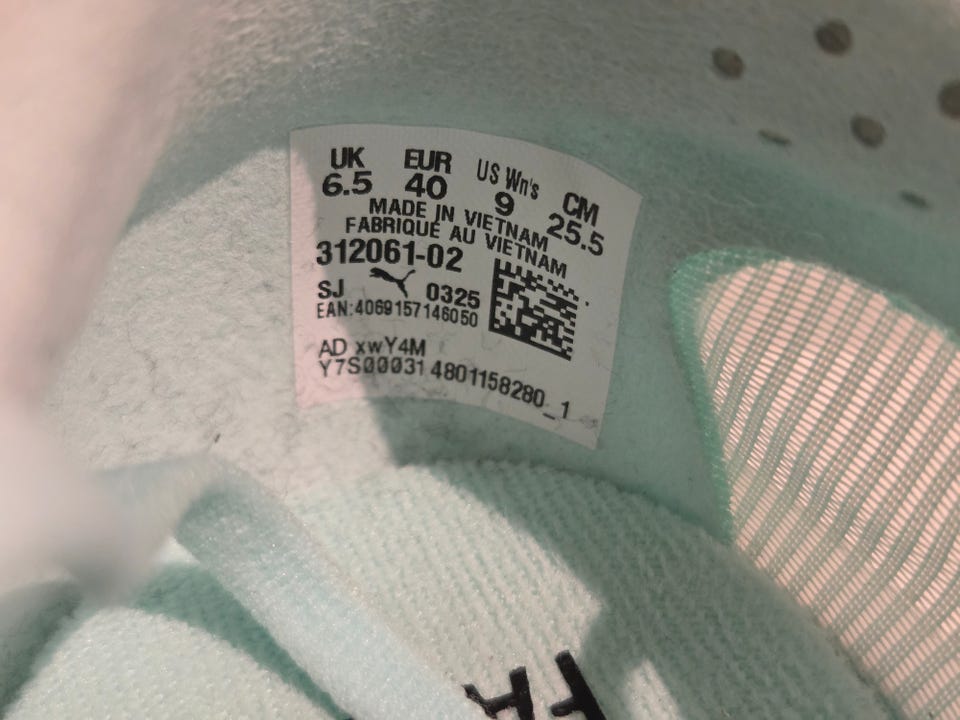 UK EUR US Wn's CM
6.5 40 9 25.5
MADE IN VIETNAM
FABRIQUÉ AU VIETNAM
312061-02
SJ 0325
EAN:4069157146050
AD xwY4M
Y7S00031 4801158280_1